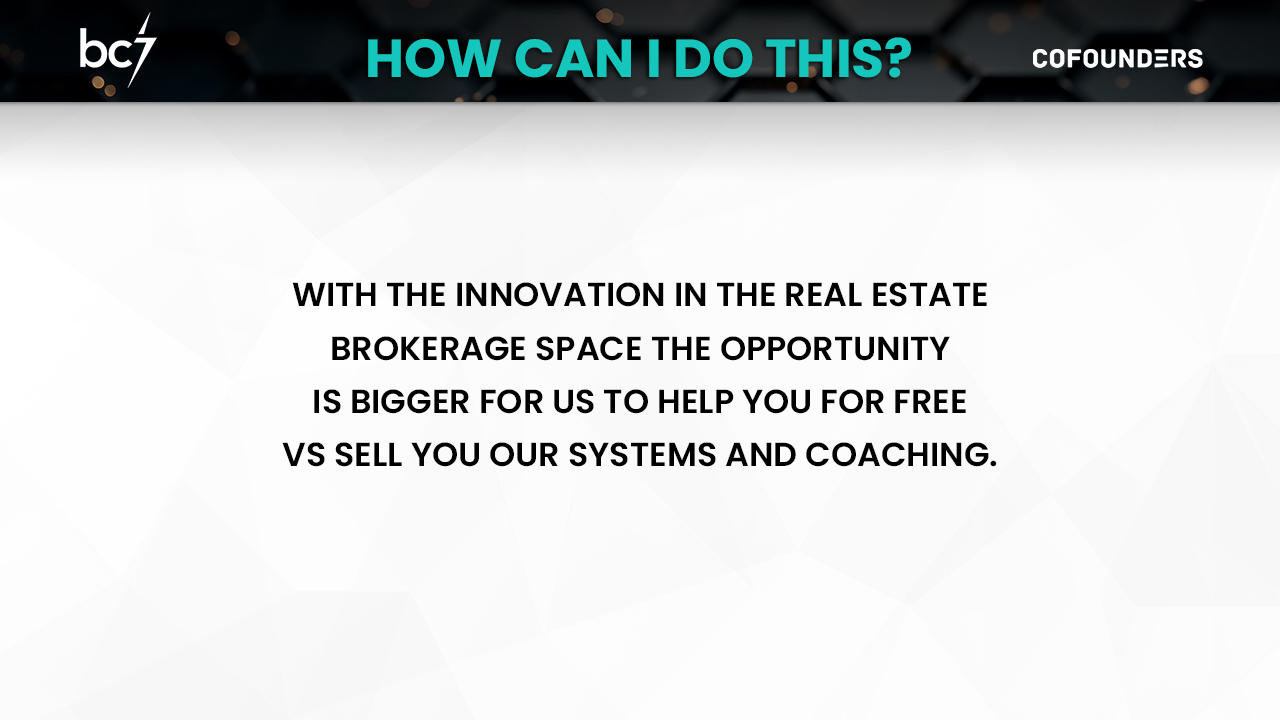 bc7
HOW CAN I DO THIS?
COFOUNDERS
WITH THE INNOVATION IN THE REAL ESTATE
BROKERAGE SPACE THE OPPORTUNITY
IS BIGGER FOR US TO HELP YOU FOR FREE
VS SELL YOU OUR SYSTEMS AND COACHING.